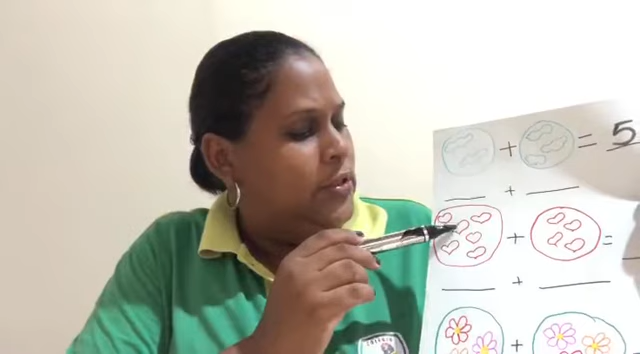 + = 5
+
+ =
+
+